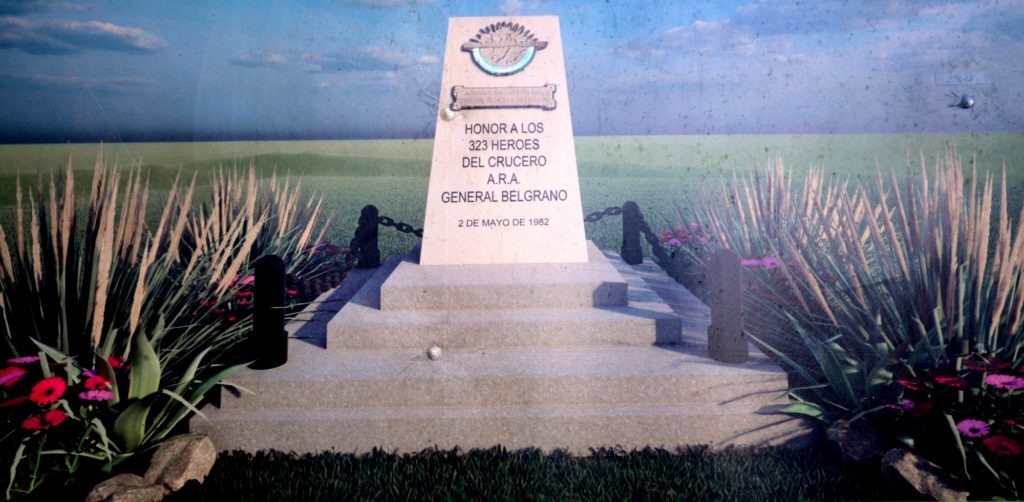 HONOR A LOS
323 HEROES
DEL CRUCERO
A.R.A.
GENERAL BELGRANO
2 DE MAYO DE 1982